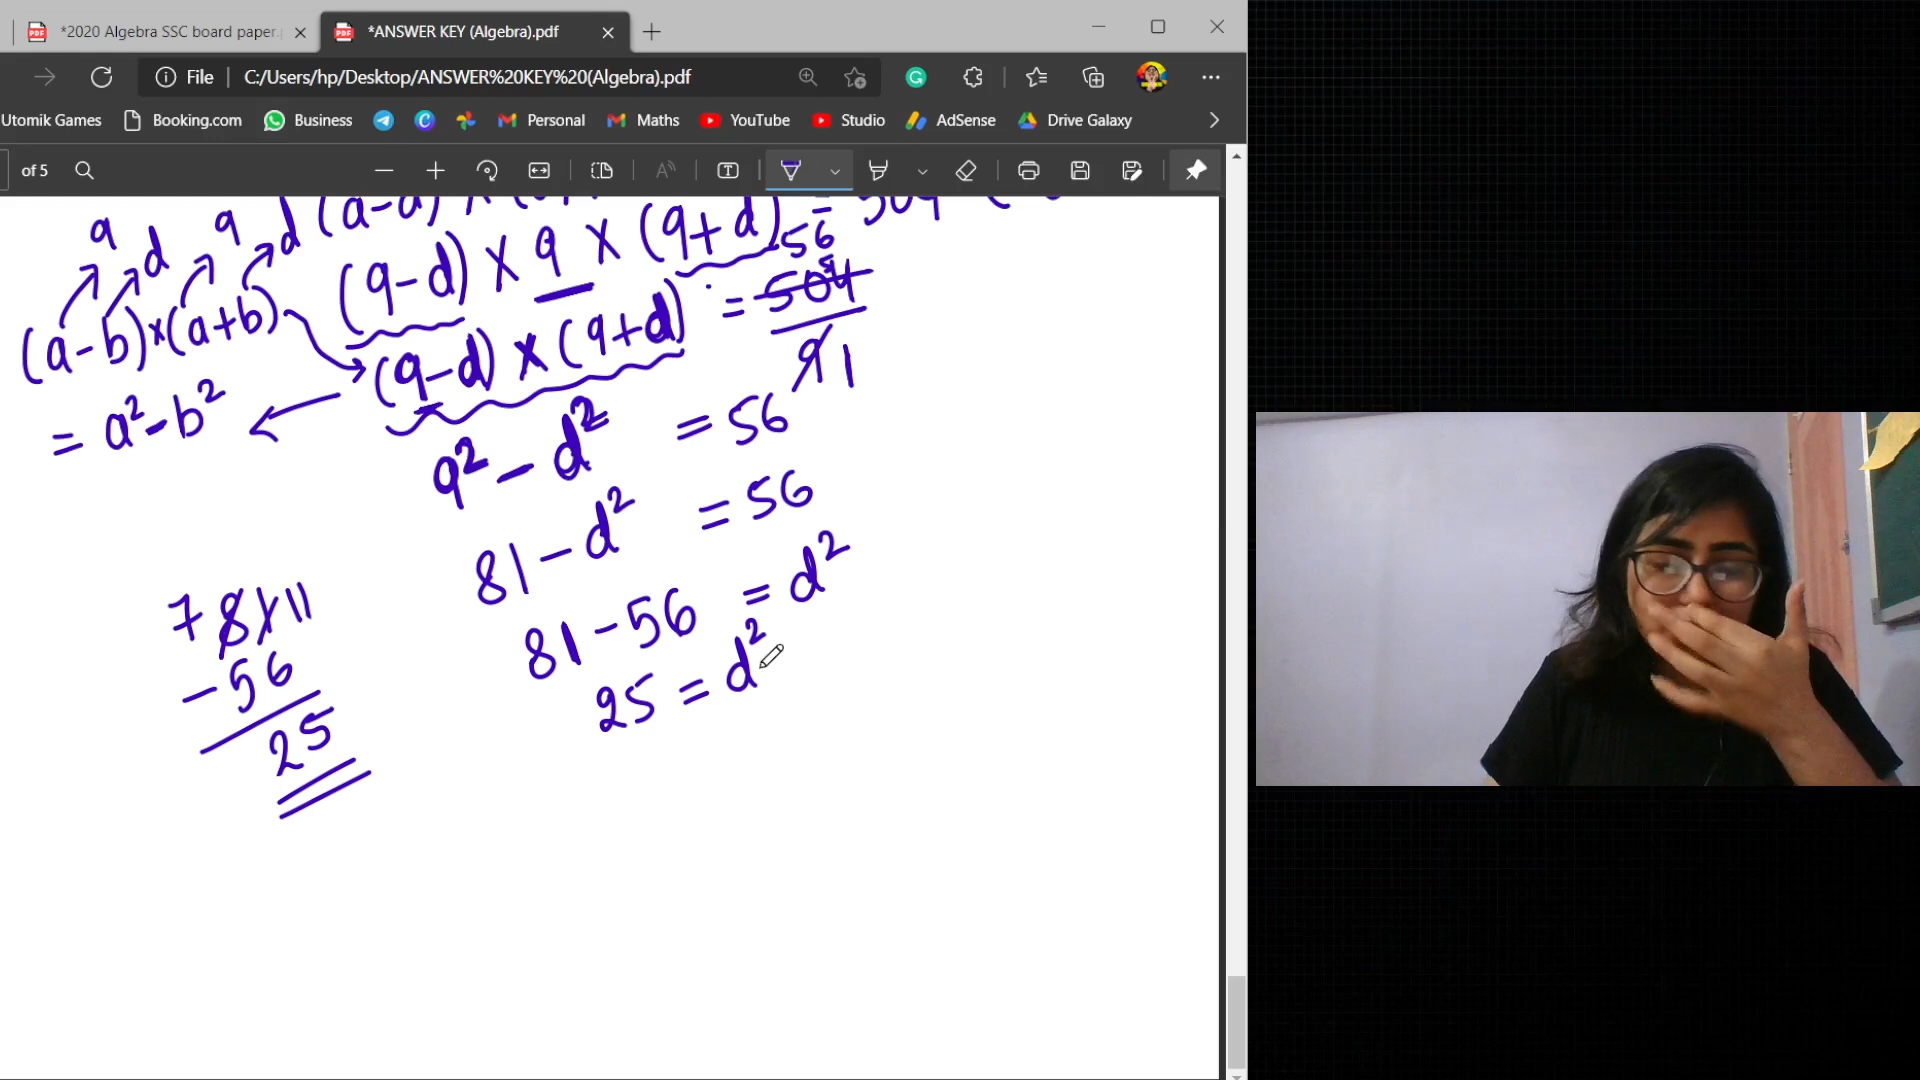 *2020 Algebra SSC board paper.
*ANSWER KEY (Algebra).pdf
File
C:/Users/hp/Desktop/ANSWER%20KEY%20(Algebra).pdf
Utomik Games
Booking.com
Business
Personal
Maths
YouTube
Studio
AdSense
Drive Galaxy
of 5
9 d 9 d
(9-d) × 9 × (9+d) = 504
(a-b)×(a+b)
(9-d) × (9+d) = 504/9
56
1
= a²-b²
9² - d² = 56
81 - d² = 56
81 - 56 = d²
25 = d²
7 8 1 11
- 56
25